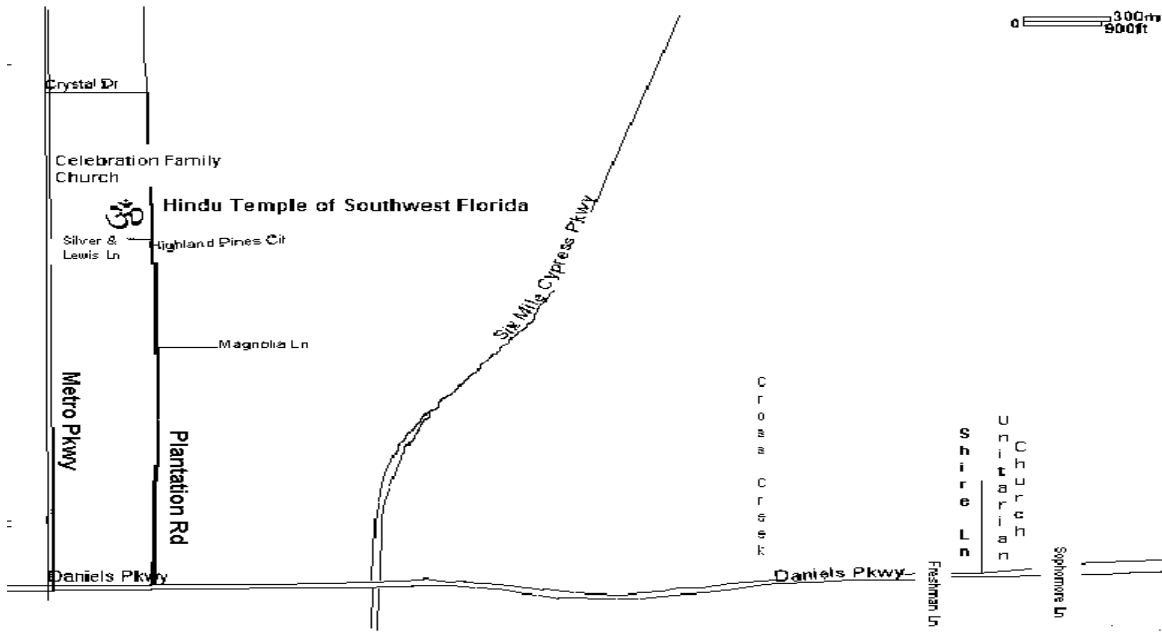 0
300m
900ft
Crystal Dr
Celebration Family
Church
ॐ Hindu Temple of Southwest Florida
Silver &
Lewis Ln
Highland Pines Cir
Six Mile Cypress Pkwy
Magnolia Ln
Metro Pkwy
Plantation Rd
Cross Creek
Shire Ln
Unitarian
Church
Daniels Pkwy
Daniels Pkwy
Freshman Ln
Sophomore Ln